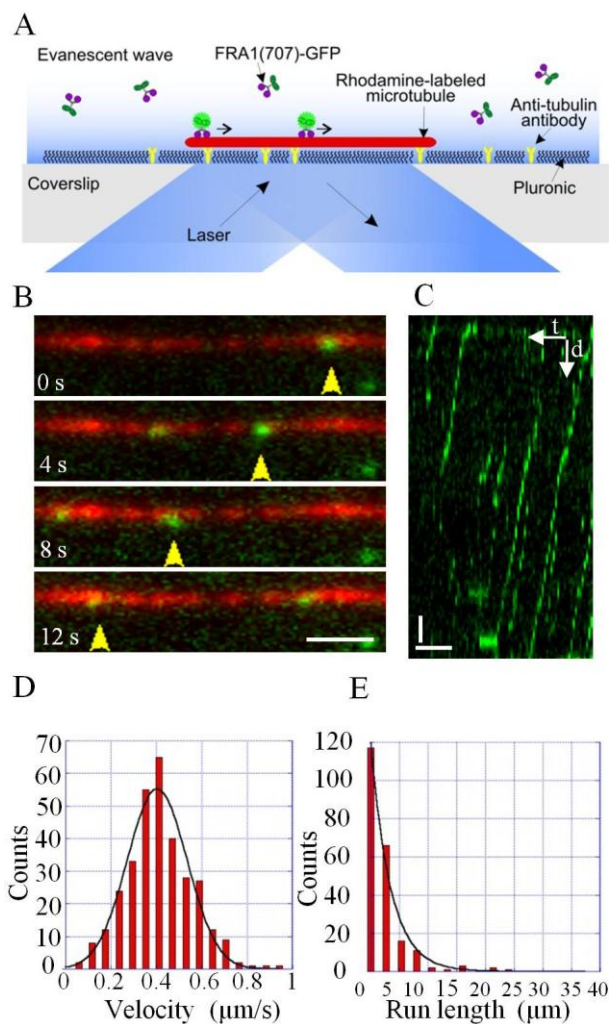 A
Evanescent wave
FRA1(707)-GFP
Rhodamine-labeled
microtubule
Anti-tubulin
antibody
Coverslip
Pluronic
Laser
B
0 s
4 s
8 s
12 s
C
t
d
D
70
60
50
40
30
20
10
0
Counts
0 0.2 0.4 0.6 0.8 1
Velocity (μm/s)
E
120
100
80
60
40
20
0
Counts
0 5 10 15 20 25 30 35 40
Run length (μm)